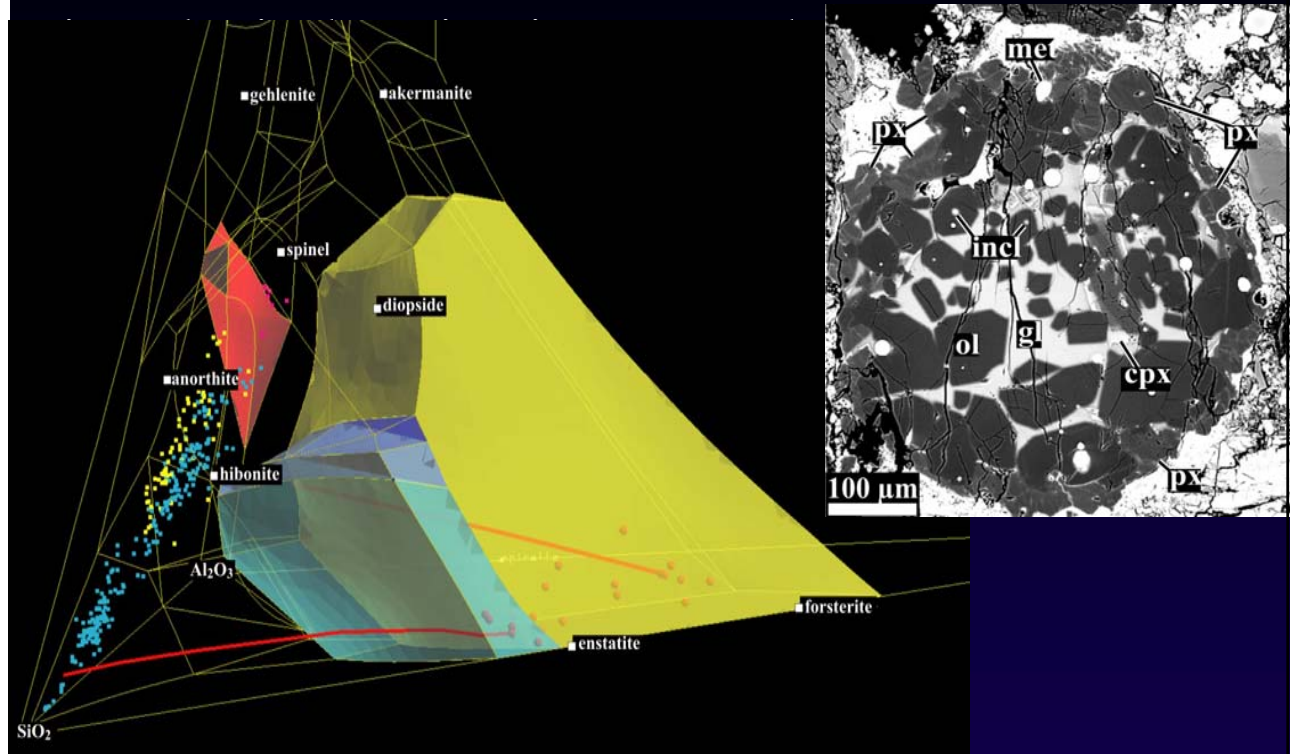 gehlenite
akermanite
spinel
diopside
anorthite
hibonite
Al₂O₃
forsterite
enstatite
SiO₂
met
px
px
incl
ol
gl
cpx
px
100 μm